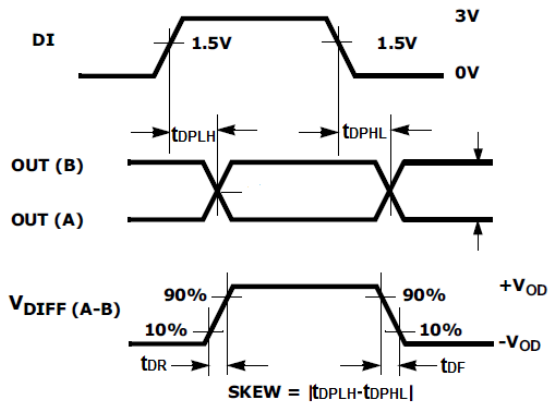 3V
DI
1.5V
1.5V
0V
tDPLH
tDPHL
OUT (B)
OUT (A)
+VOD
90%
90%
VDIFF (A-B)
10%
10%
-VOD
tDR
tDF
SKEW = |tDPLH-tDPHL|